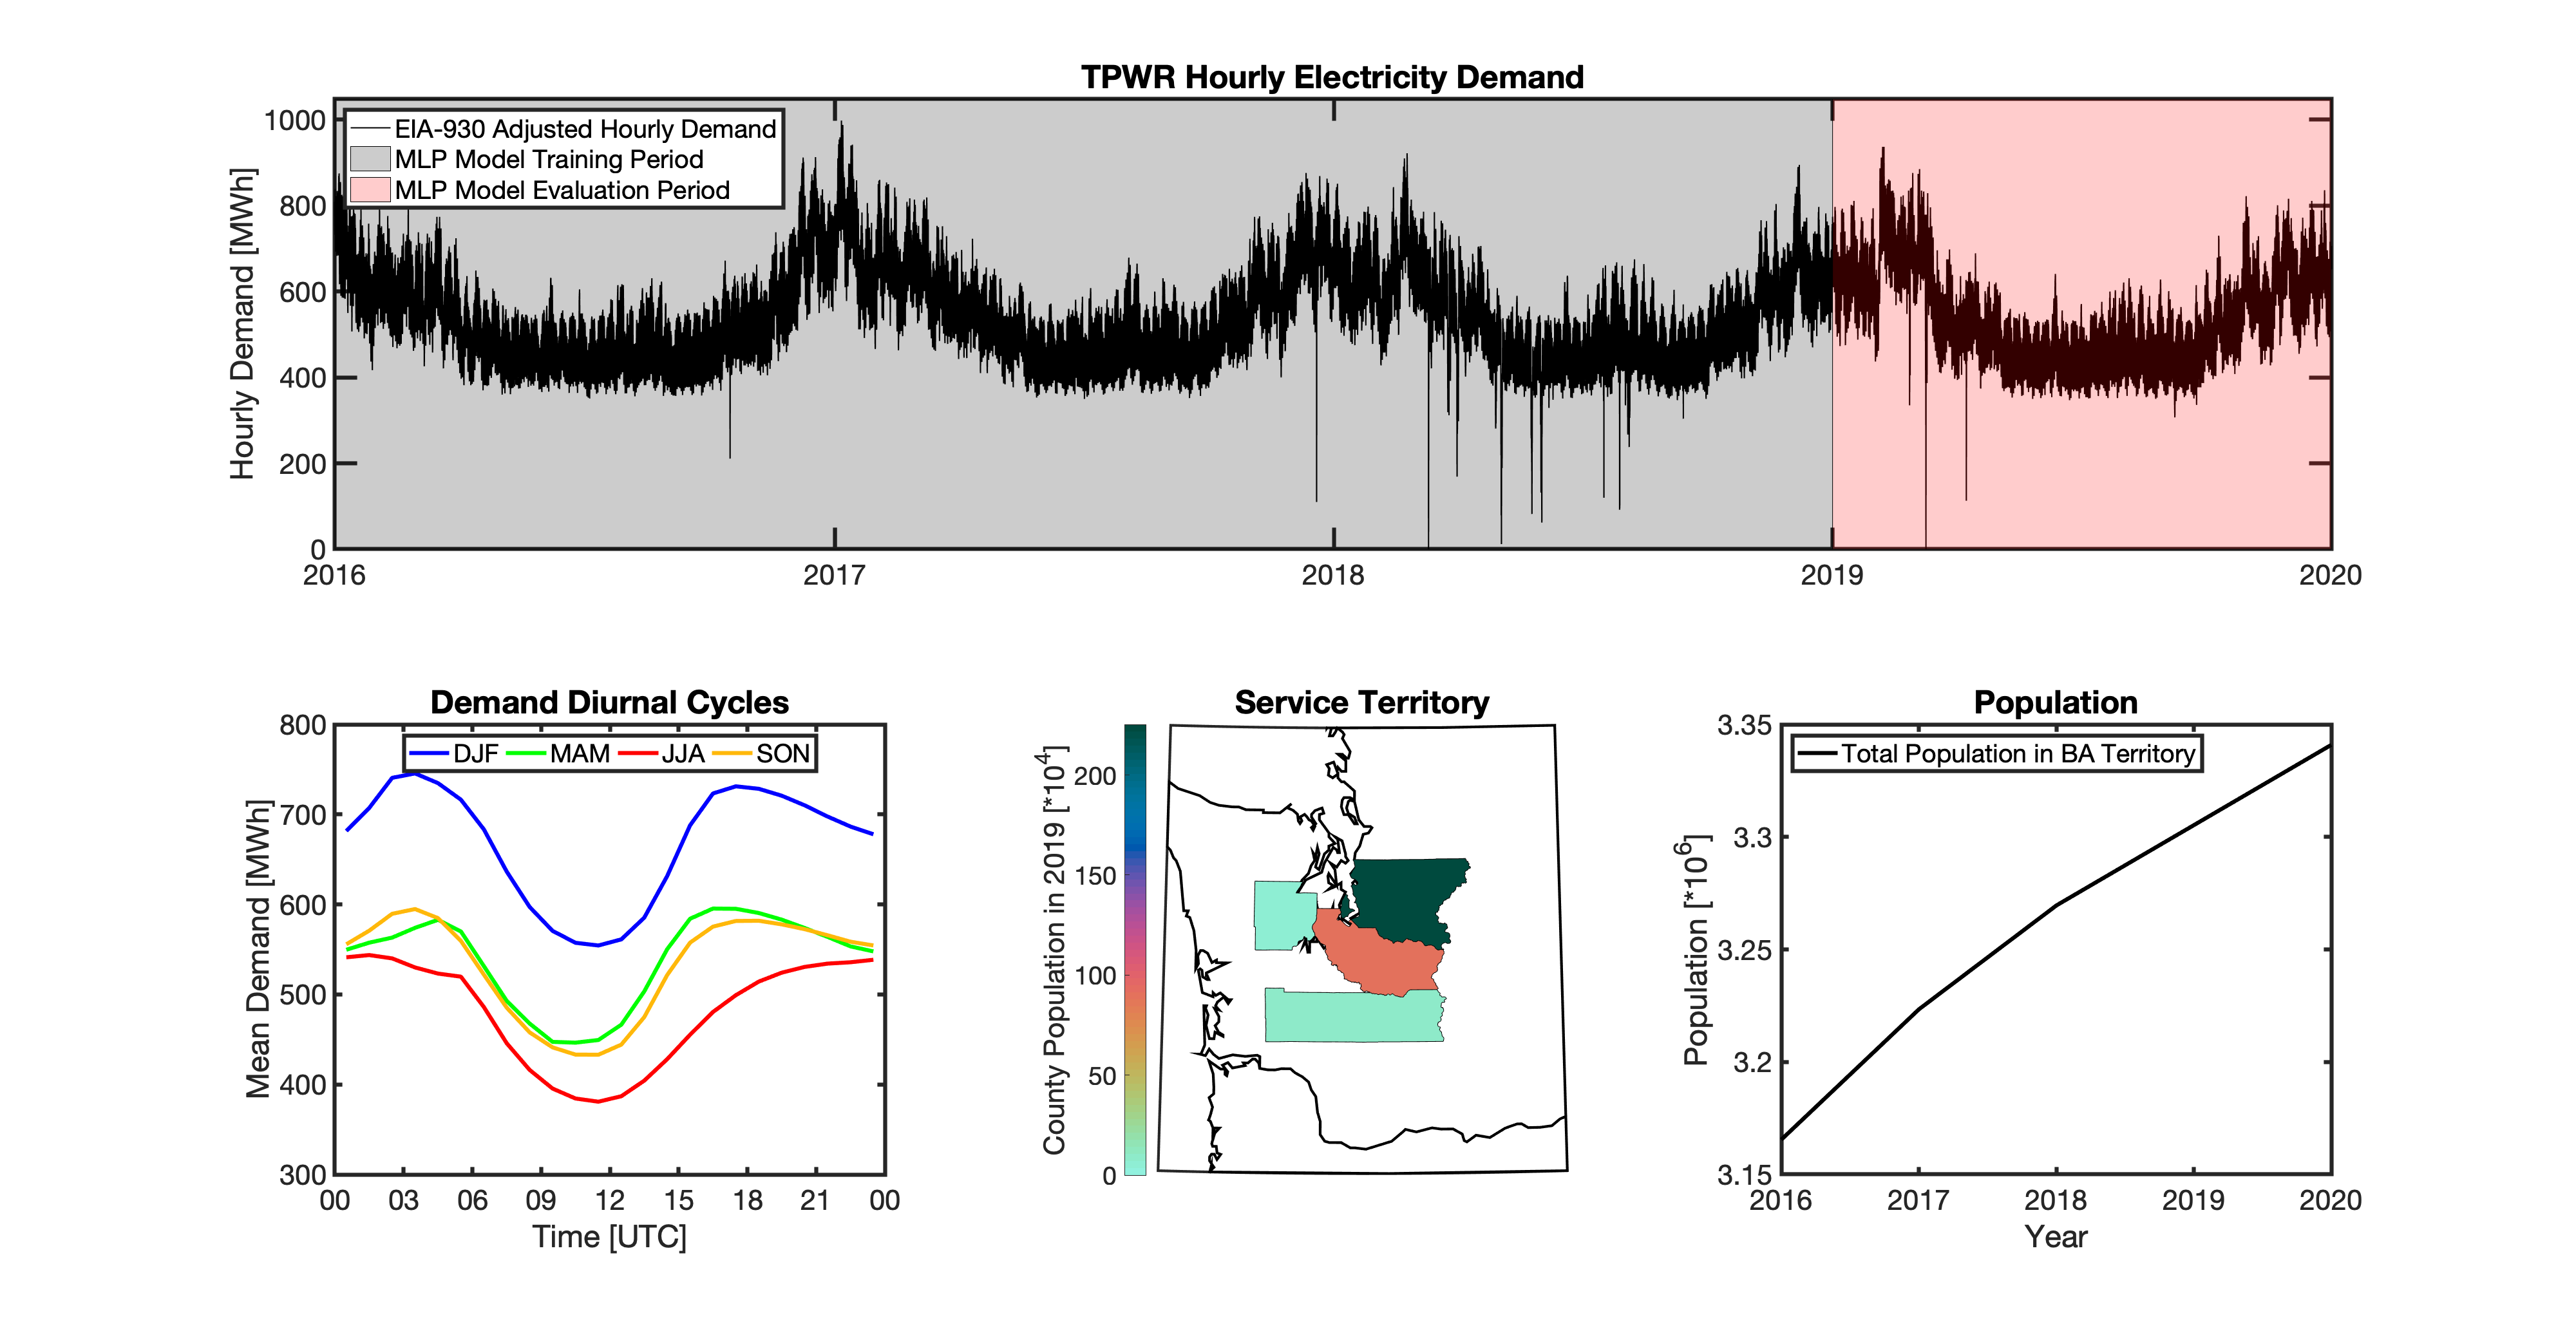 TPWR Hourly Electricity Demand
Hourly Demand [MWh]
1000
800
600
400
200
0
EIA-930 Adjusted Hourly Demand
MLP Model Training Period
MLP Model Evaluation Period
2016 2017 2018 2019 2020
Demand Diurnal Cycles
Mean Demand [MWh]
800
700
600
500
400
300
DJF MAM JJA SON
00 03 06 09 12 15 18 21 00
Time [UTC]
Service Territory
County Population in 2019 [*10^4]
200
150
100
50
0
Population
Population [*10^6]
3.35
3.3
3.25
3.2
3.15
Total Population in BA Territory
2016 2017 2018 2019 2020
Year